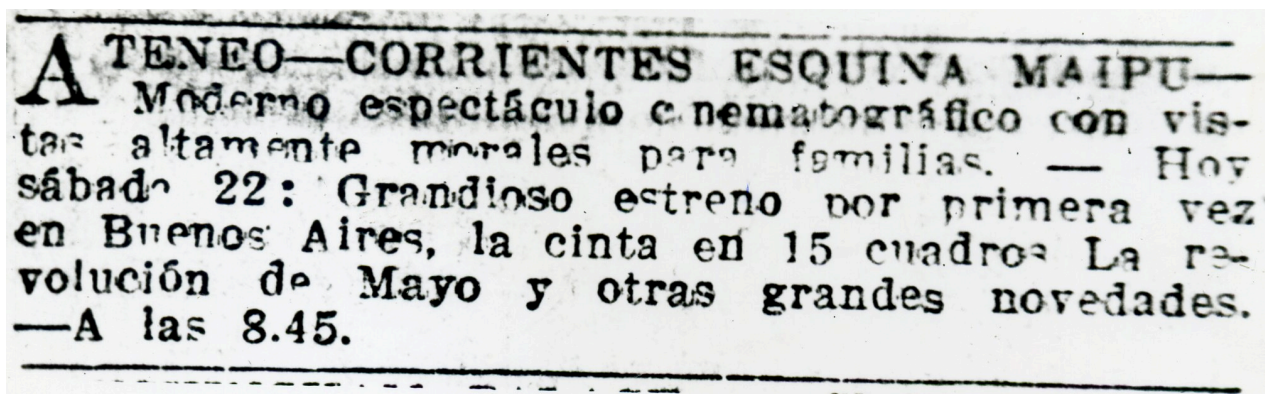 ATENEO—CORRIENTES ESQUINA MAIPU—
Moderno espectáculo cinematográfico con vis-
tas altamente morales para familias. — Hoy
sábado 22: Grandioso estreno por primera vez
en Buenos Aires, la cinta en 15 cuadros La re-
volución de Mayo y otras grandes novedades.
—A las 8.45.